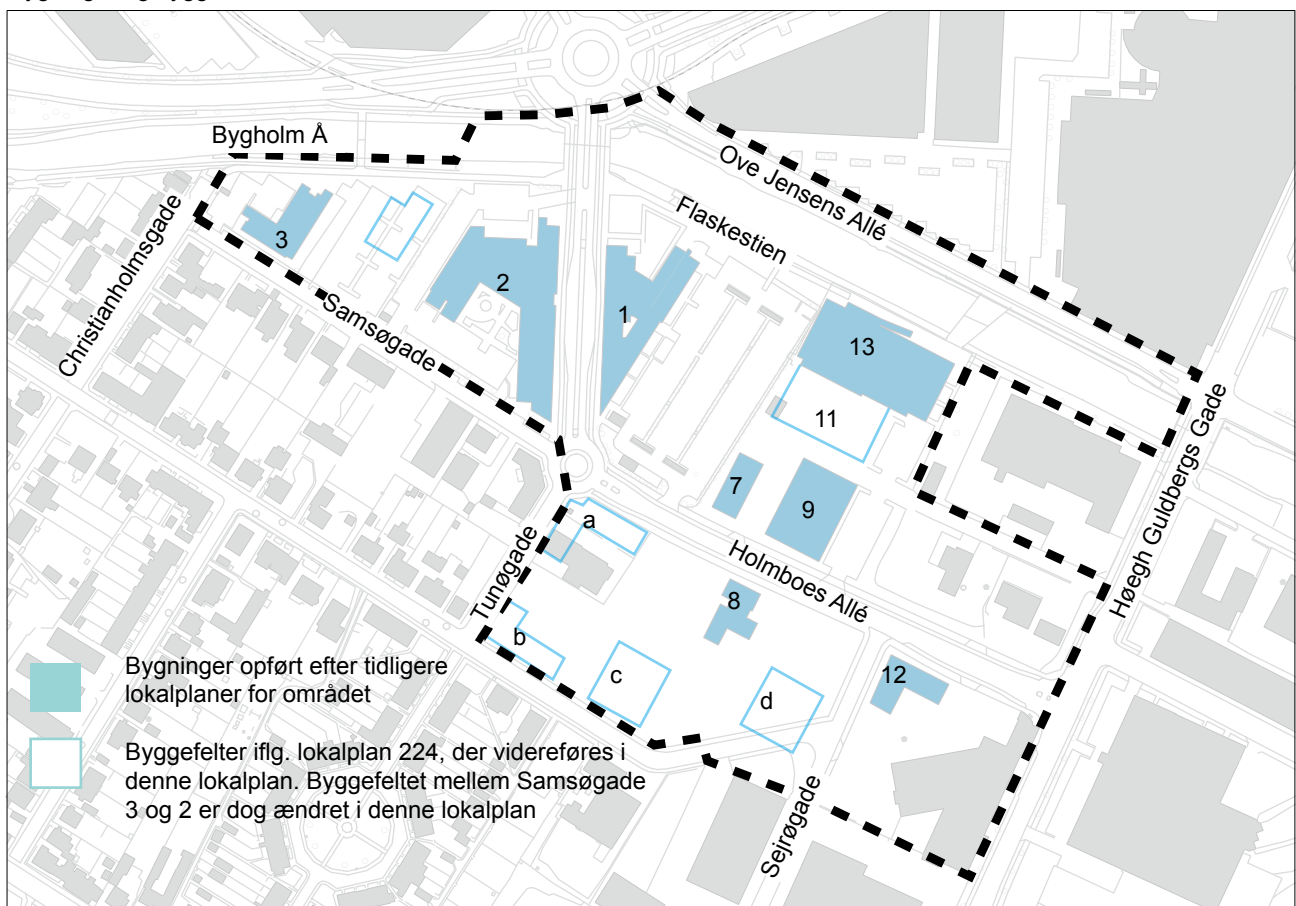 Bygholm Å
Ove Jensens Allé
Flaskestien
Christianholmsgade
3
2
1
Samsøgade
13
11
7
9
Høegh Guldbergs Gade
a
Holmboes Allé
Tunøgade
8
b
c
d
12
Sejrøgade
Bygninger opført efter tidligere
lokalplaner for området
Byggefelter iflg. lokalplan 224, der videreføres i
denne lokalplan. Byggefeltet mellem Samsøgade
3 og 2 er dog ændret i denne lokalplan